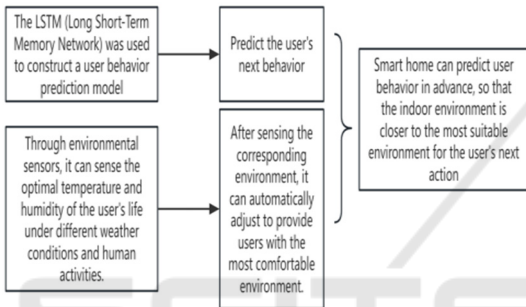 The LSTM (Long Short-Term
Memory Network) was used
to construct a user behavior
prediction model
Predict the user's
next behavior
Smart home can predict user
behavior in advance, so that
the indoor environment is
closer to the most suitable
environment for the user's next
action
Through environmental
sensors, it can sense the
optimal temperature and
humidity of the user's life
under different weather
conditions and human
activities.
After sensing the
corresponding
environment, it
can automatically
adjust to provide
users with the
most comfortable
environment.